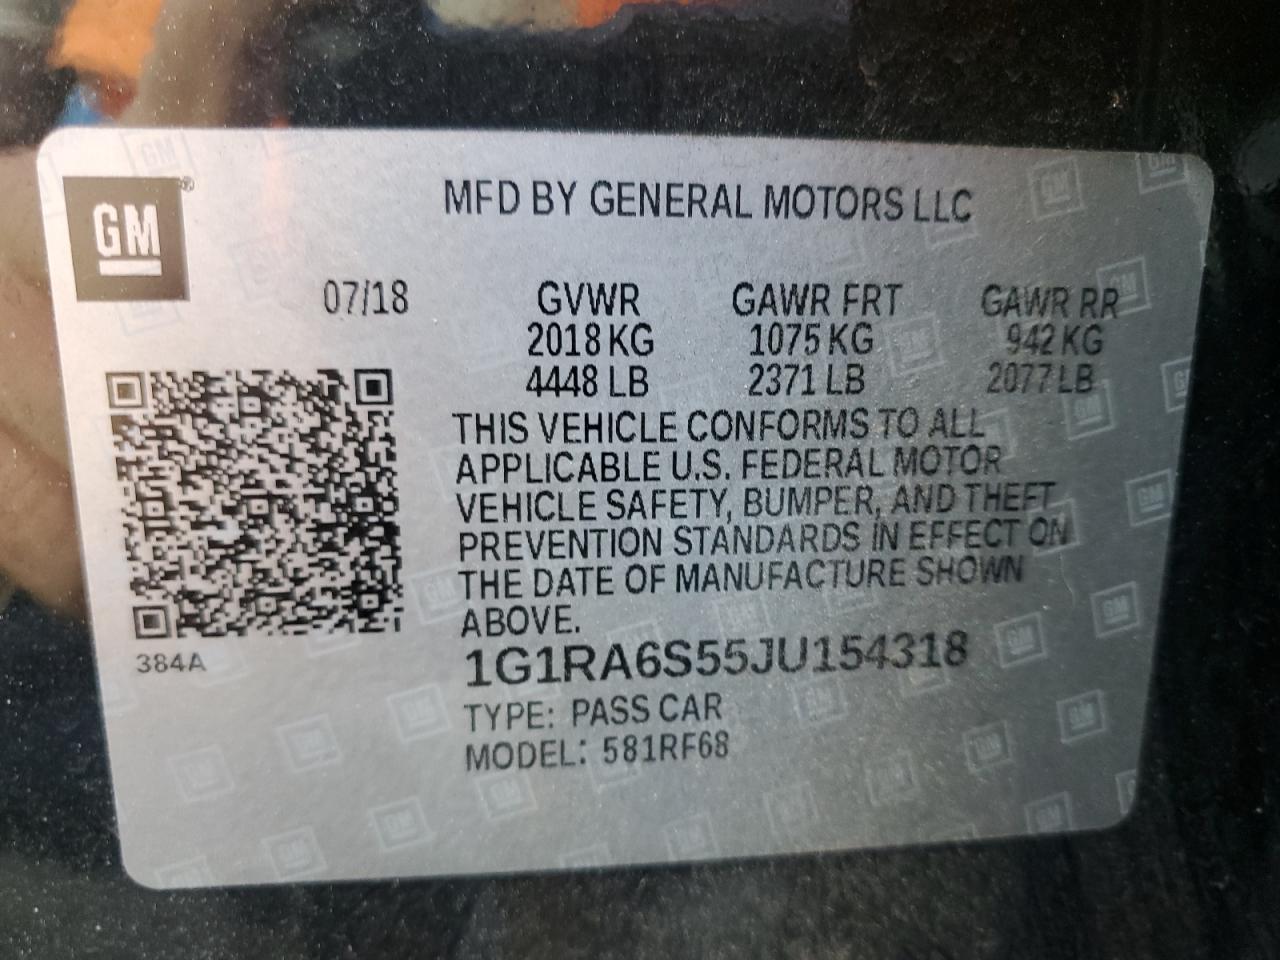 GM®
MFD BY GENERAL MOTORS LLC
07/18
GVWR GAWR FRT GAWR RR
2018 KG 1075 KG 942 KG
4448 LB 2371 LB 2077 LB
THIS VEHICLE CONFORMS TO ALL
APPLICABLE U.S. FEDERAL MOTOR
VEHICLE SAFETY, BUMPER, AND THEFT
PREVENTION STANDARDS IN EFFECT ON
THE DATE OF MANUFACTURE SHOWN
ABOVE.
384A
1G1RA6S55JU154318
TYPE: PASS CAR
MODEL: 581RF68